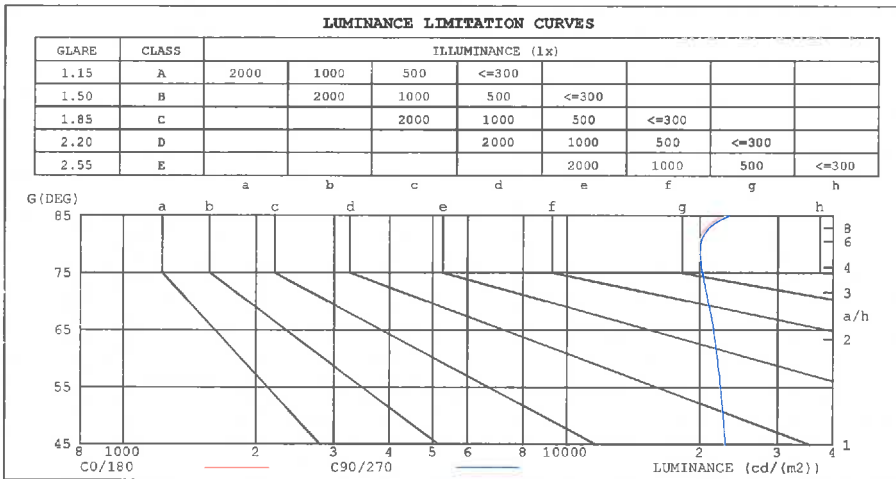 LUMINANCE LIMITATION CURVES
GLARE CLASS ILLUMINANCE (lx)
1.15 A 2000 1000 500 <=300
1.50 B 2000 1000 500 <=300
1.85 C 2000 1000 500 <=300
2.20 D 2000 1000 500 <=300
2.55 E 2000 1000 500 <=300
a b c d e f g h
G(DEG)
85 a b c d e f g h
8
6
75 4
3
a/h
65 2
55
45 1
8 1000 2 3 4 5 6 10000 2 3 4
C0/180 C90/270 LUMINANCE (cd/(m2))